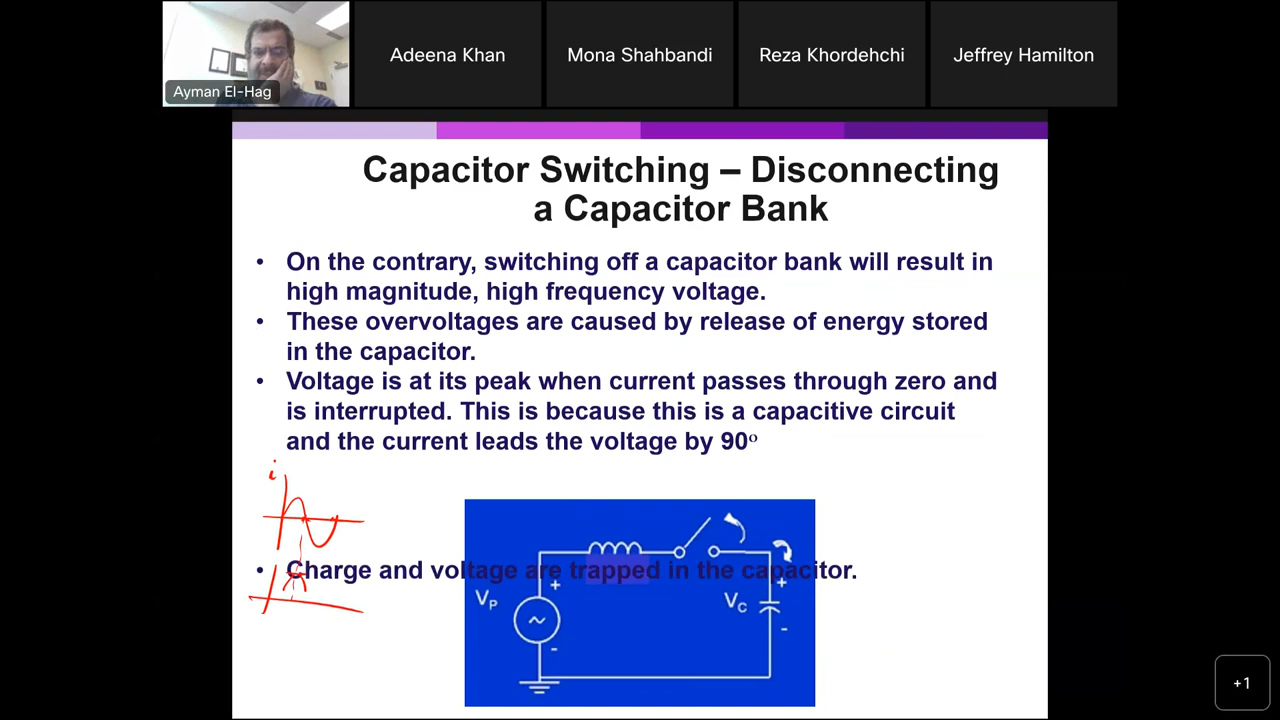 Ayman El-Hag
Adeena Khan
Mona Shahbandi
Reza Khordehchi
Jeffrey Hamilton
Capacitor Switching – Disconnecting
a Capacitor Bank
• On the contrary, switching off a capacitor bank will result in
high magnitude, high frequency voltage.
• These overvoltages are caused by release of energy stored
in the capacitor.
• Voltage is at its peak when current passes through zero and
is interrupted. This is because this is a capacitive circuit
and the current leads the voltage by 90º
i
• Charge and voltage are trapped in the capacitor.
+
+
VP
VC
~
-
-
+1